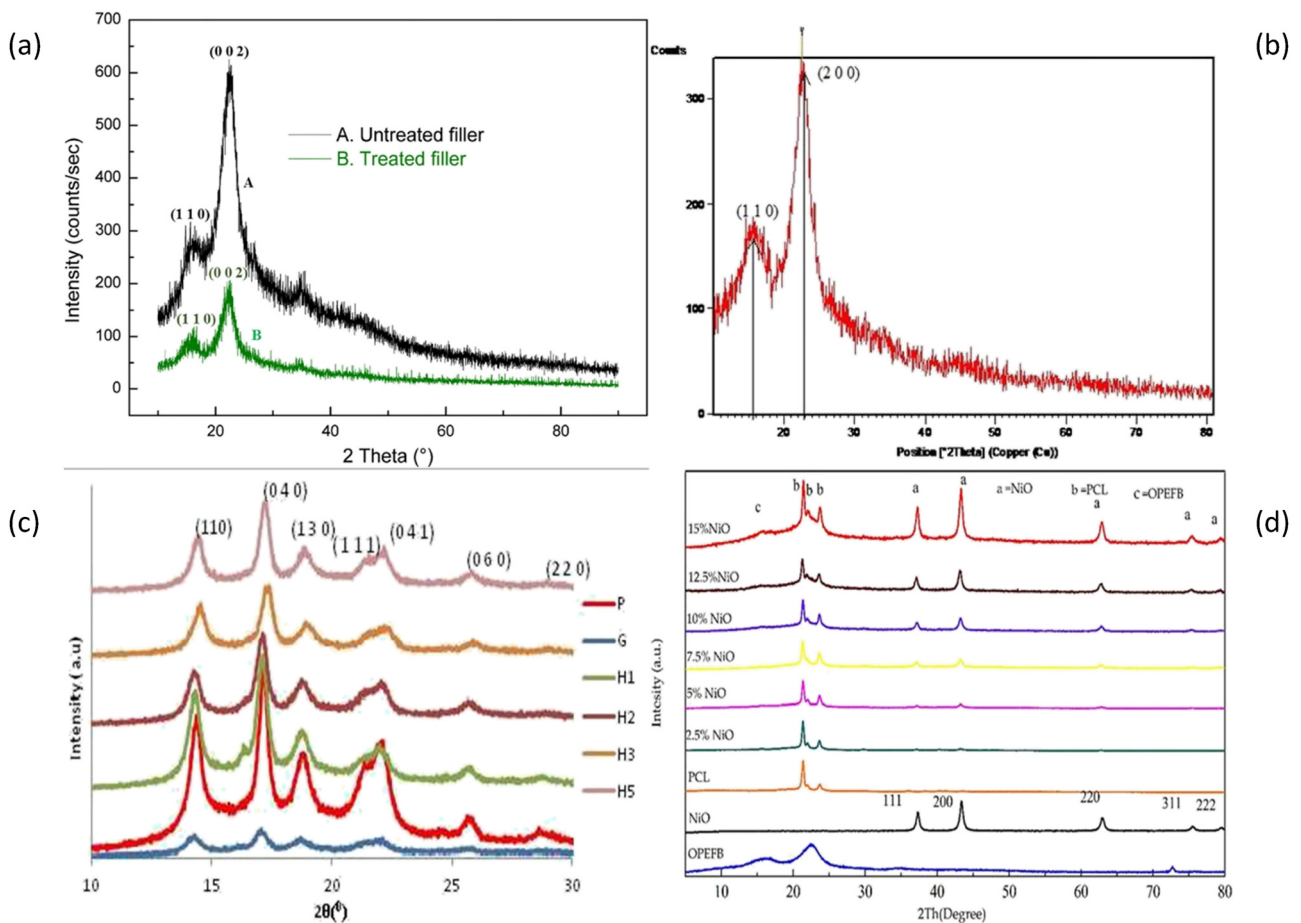 (a)
700
600
500
400
300
200
100
0
Intensity (counts/sec)
(0 0 2)
A. Untreated filler
B. Treated filler
A
(1 1 0)
(0 0 2)
(1 1 0)
B
20 40 60 80
2 Theta (°)
(b)
Counts
300
200
100
0
(2 0 0)
(1 1 0)
20 30 40 50 60 70 80
Position [°2Theta] (Copper (Cu))
(c)
Intensity (a.u)
(110)
(0 4 0)
(13 0)
(1 1 1)
(0 4 1)
(0 6 0)
(2 2 0)
P
G
H1
H2
H3
H5
10 15 20 25 30
2θ(⁰)
(d)
Intesity (a.u.)
c b b b a a a =NiO b =PCL c =OPEFB
a a a
15%NiO
12.5%NiO
10% NiO
7.5% NiO
5% NiO
2.5% NiO
PCL
111 200 220 311 222
NiO
OPEFB
10 20 30 40 50 60 70 80
2Th(Degree)